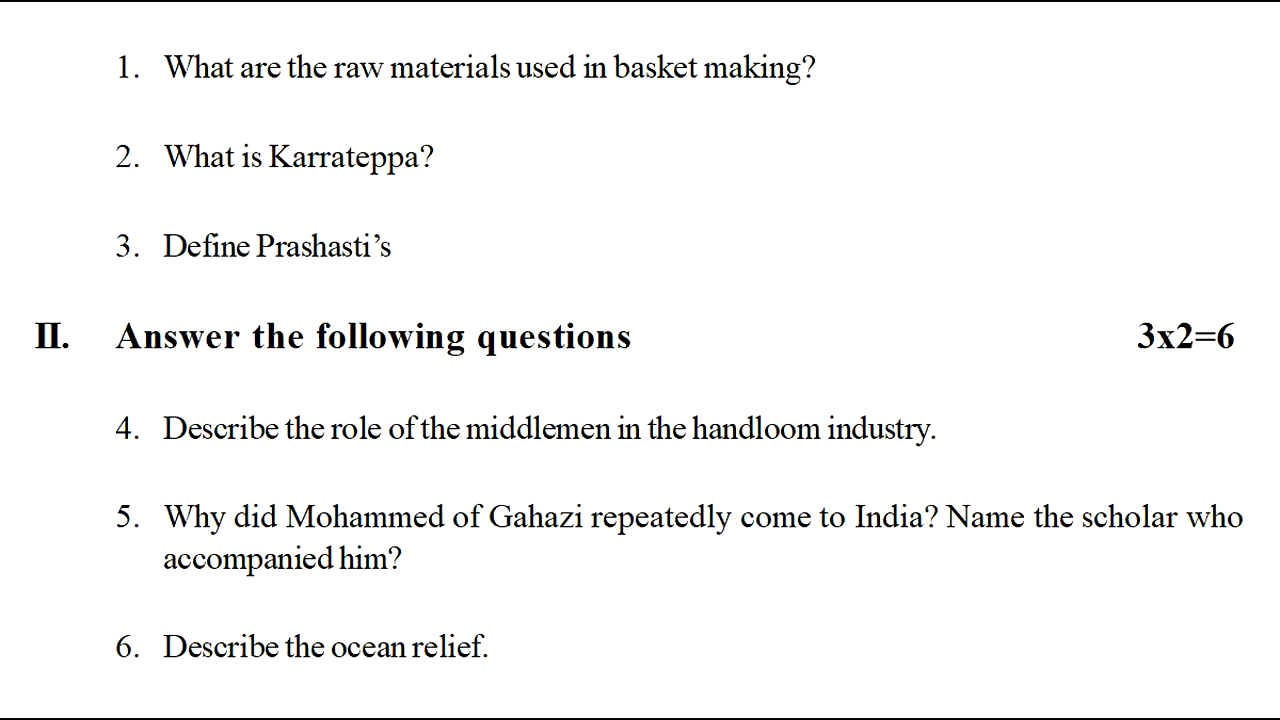 1. What are the raw materials used in basket making?
2. What is Karrateppa?
3. Define Prashasti’s
II. Answer the following questions 3x2=6
4. Describe the role of the middlemen in the handloom industry.
5. Why did Mohammed of Gahazi repeatedly come to India? Name the scholar who
accompanied him?
6. Describe the ocean relief.